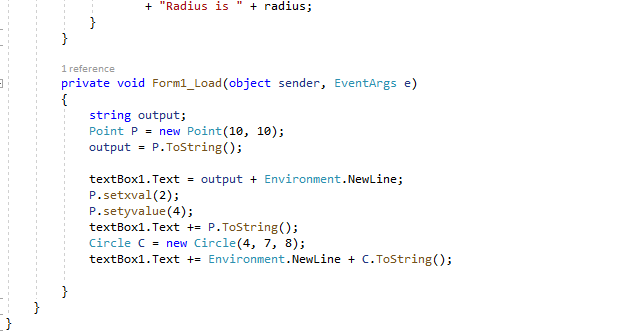 + "Radius is " + radius;
}
}
1 reference
private void Form1_Load(object sender, EventArgs e)
{
string output;
Point P = new Point(10, 10);
output = P.ToString();
textBox1.Text = output + Environment.NewLine;
P.setxval(2);
P.setyvalue(4);
textBox1.Text += P.ToString();
Circle C = new Circle(4, 7, 8);
textBox1.Text += Environment.NewLine + C.ToString();
}
}
}